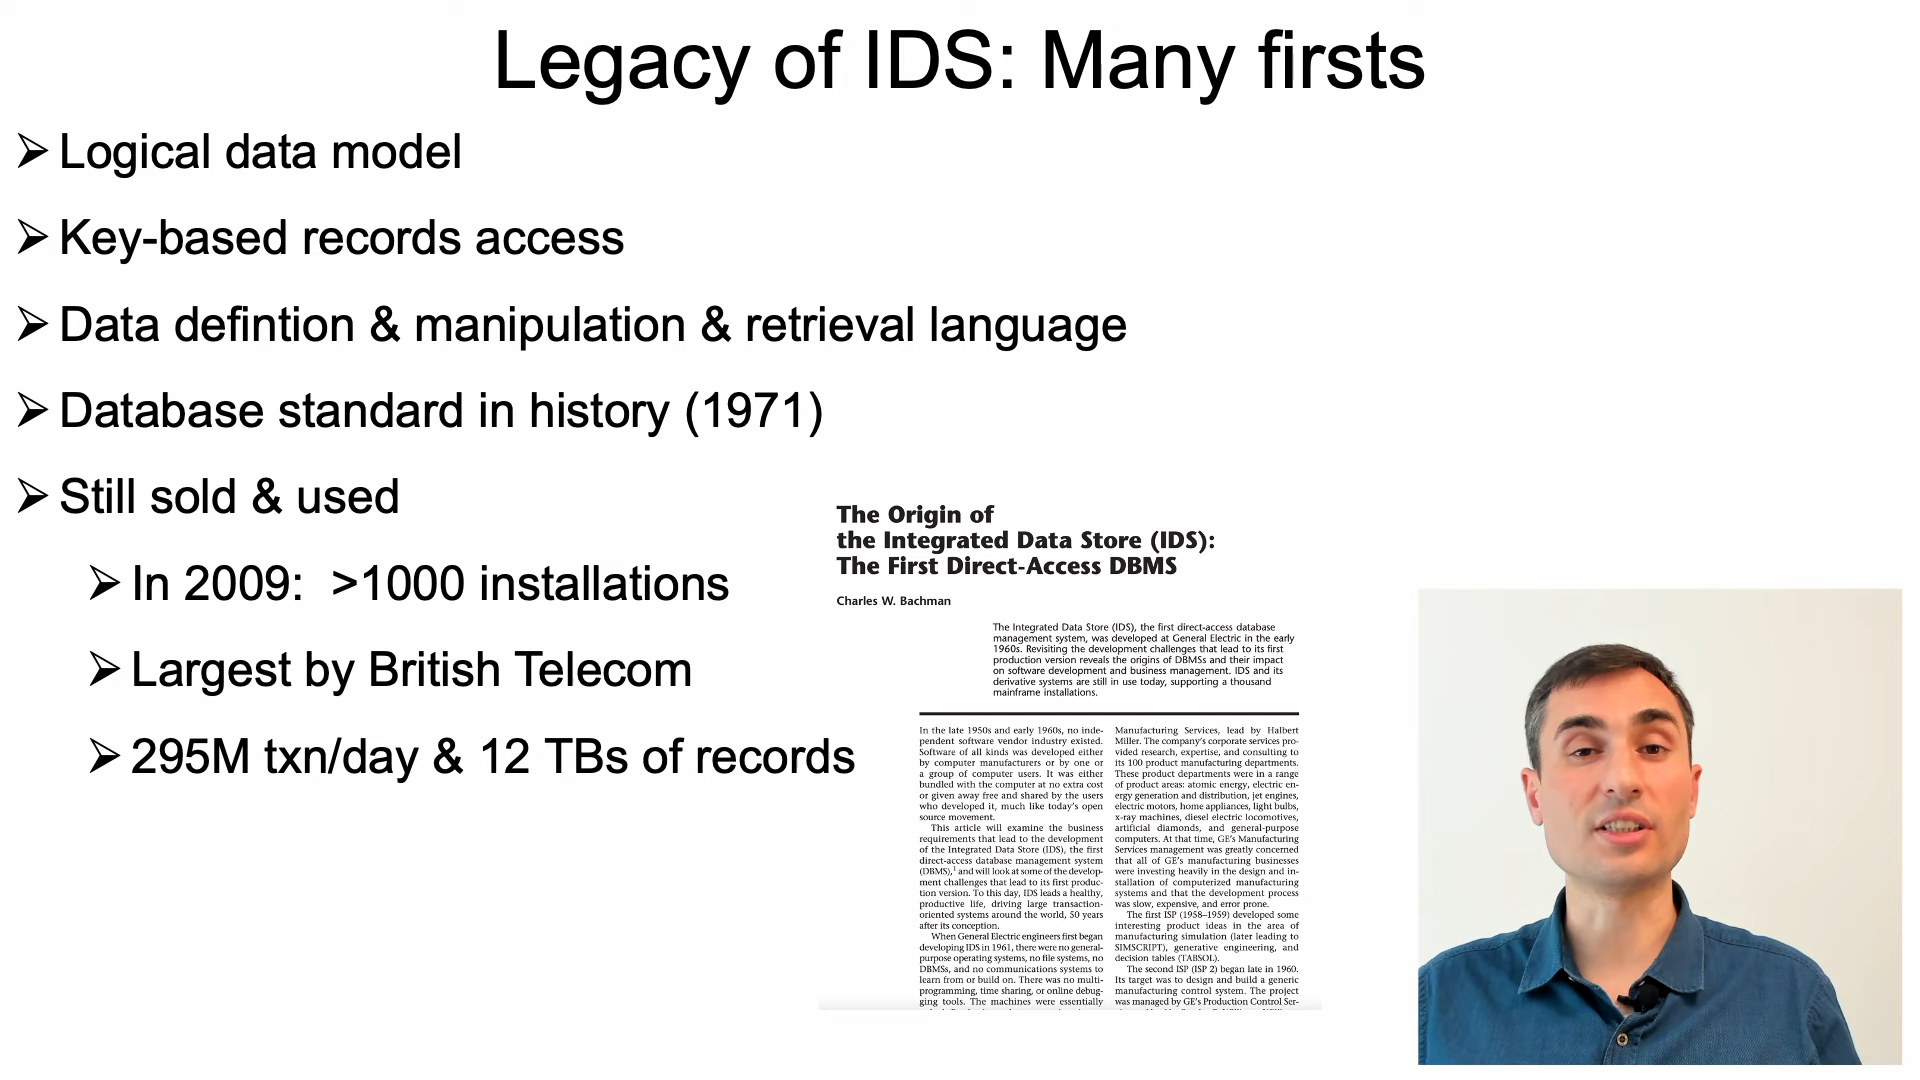 Legacy of IDS: Many firsts
➢ Logical data model
➢ Key-based records access
➢ Data defintion & manipulation & retrieval language
➢ Database standard in history (1971)
➢ Still sold & used
➢ In 2009:  >1000 installations
➢ Largest by British Telecom
➢ 295M txn/day & 12 TBs of records
The Origin of
the Integrated Data Store (IDS):
The First Direct-Access DBMS
Charles W. Bachman
The Integrated Data Store (IDS), the first direct-access database
management system, was developed at General Electric in the early
1960s. Revisiting the development challenges that lead to its first
production version reveals the origins of DBMSs and their impact
on software development and business management. IDS and its
derivative systems are still in use today, supporting a thousand
mainframe installations.
In the late 1950s and early 1960s, no inde-
pendent software vendor industry existed.
Software of all kinds was developed either
by computer manufacturers or by one or
a group of computer users. It was either
bundled with the computer at no extra cost
or given away free and shared by the users
who developed it, much like today's open
source movement.
This article will examine the business
requirements that lead to the development
of the Integrated Data Store (IDS), the first
direct-access database management system
(DBMS),1 and will look at some of the develop-
ment challenges that lead to its first produc-
tion version. To this day, IDS leads a healthy,
productive life, driving large transaction-
oriented systems around the world, 50 years
after its conception.
When General Electric engineers first began
developing IDS in 1961, there were no general-
purpose operating systems, no file systems, no
DBMSs, and no communications systems to
learn from or build on. There was no multi-
programming, time sharing, or online debug-
ging tools. The machines were essentially
Manufacturing Services, lead by Halbert
Miller. The company's corporate services pro-
vided research, expertise, and consulting to
its 100 product manufacturing departments.
These product departments were in a range
of product areas: atomic energy, electric en-
ergy generation and distribution, jet engines,
electric motors, home appliances, light bulbs,
x-ray machines, diesel electric locomotives,
artificial diamonds, and general-purpose
computers. At that time, GE's Manufacturing
Services management was greatly concerned
that all of GE's manufacturing businesses
were investing heavily in the design and in-
stallation of computerized manufacturing
systems and that the development process
was slow, expensive, and error prone.
The first ISP (1958–1959) developed some
interesting product ideas in the area of
manufacturing simulation (later leading to
SIMSCRIPT), generative engineering, and
decision tables (TABSOL).
The second ISP (ISP 2) began late in 1960.
Its target was to design and build a generic
manufacturing control system. The project
was managed by GE's Production Control Ser-